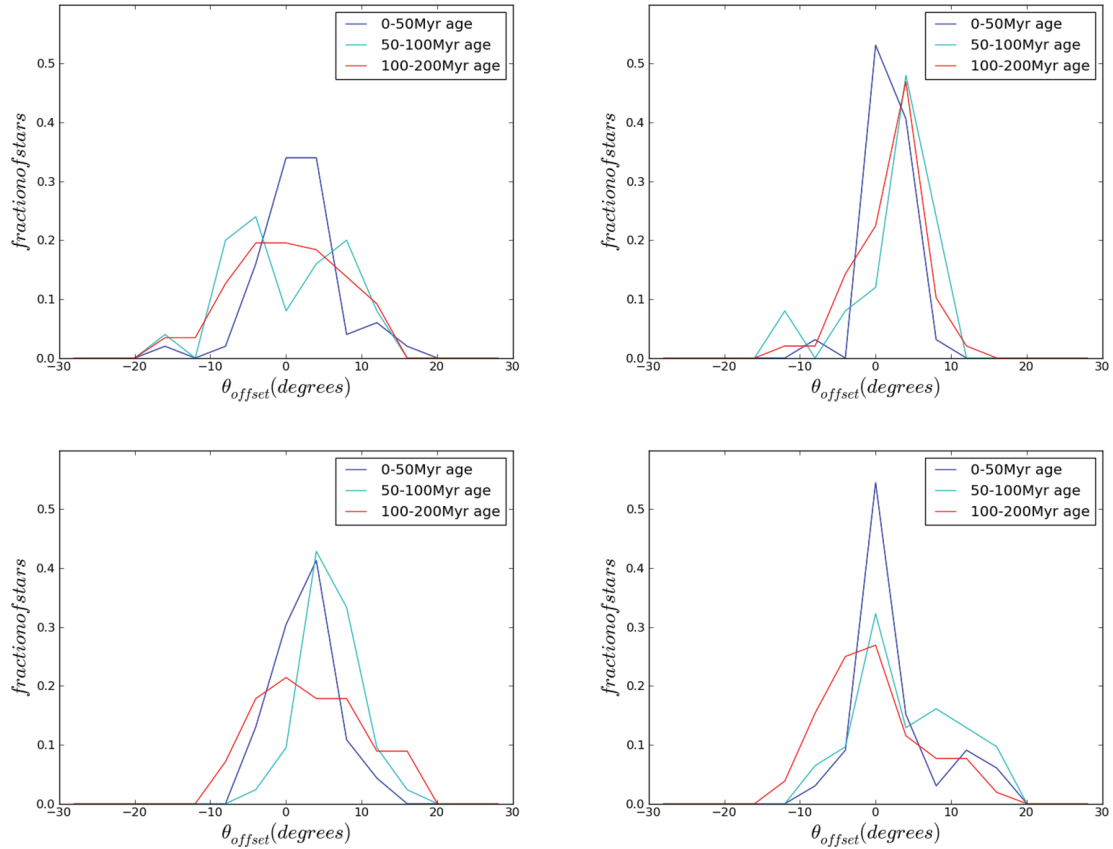 0-50Myr age
50-100Myr age
100-200Myr age
fractionofstars
0.5
0.4
0.3
0.2
0.1
0.0
−30 −20 −10 0 10 20 30
θoffset(degrees)
0-50Myr age
50-100Myr age
100-200Myr age
fractionofstars
0.5
0.4
0.3
0.2
0.1
0.0
−30 −20 −10 0 10 20 30
θoffset(degrees)
0-50Myr age
50-100Myr age
100-200Myr age
fractionofstars
0.5
0.4
0.3
0.2
0.1
0.0
−30 −20 −10 0 10 20 30
θoffset(degrees)
0-50Myr age
50-100Myr age
100-200Myr age
fractionofstars
0.5
0.4
0.3
0.2
0.1
0.0
−30 −20 −10 0 10 20 30
θoffset(degrees)